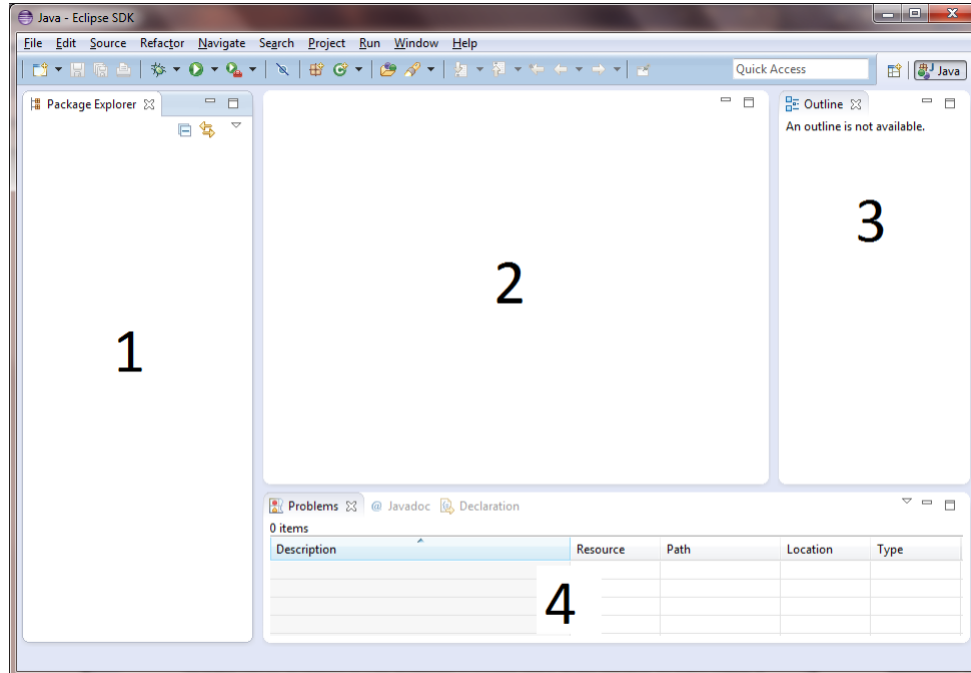 Java - Eclipse SDK
File Edit Source Refactor Navigate Search Project Run Window Help
Quick Access Java
Package Explorer
Outline
An outline is not available.
1
2
3
Problems @ Javadoc Declaration
0 items
Description Resource Path Location Type
4